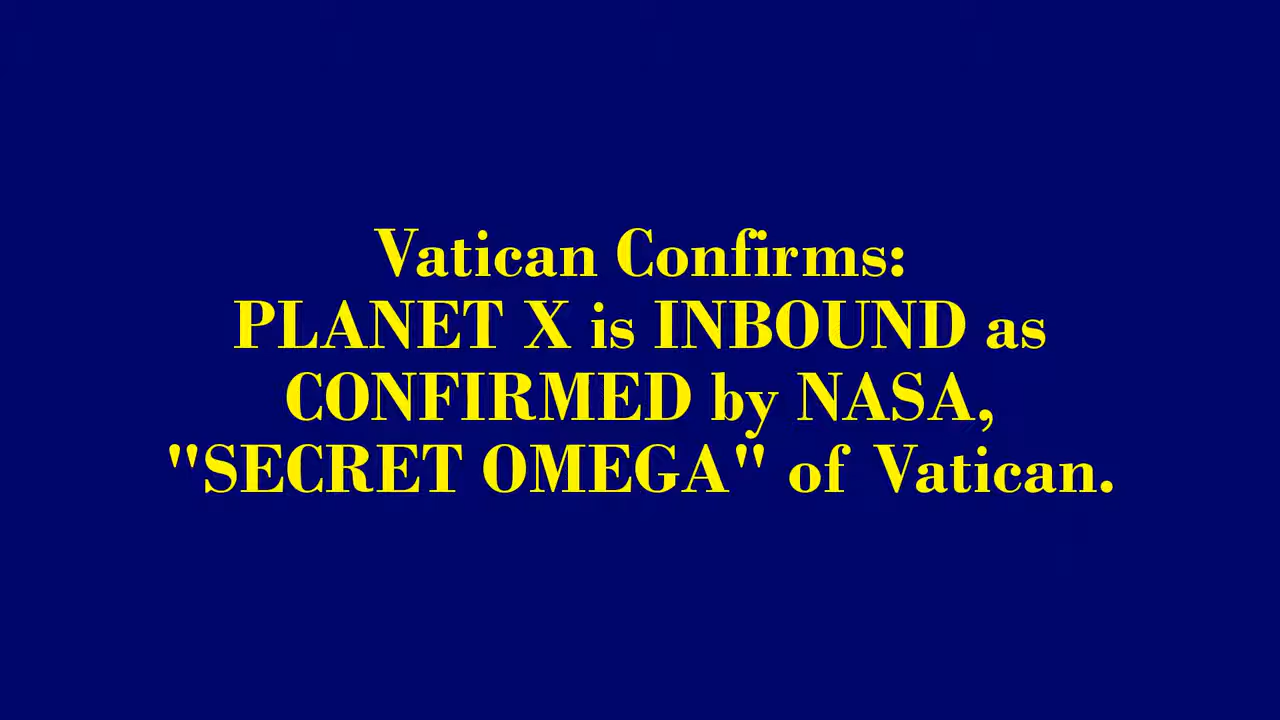 Vatican Confirms:
PLANET X is INBOUND as
CONFIRMED by NASA,
"SECRET OMEGA" of Vatican.